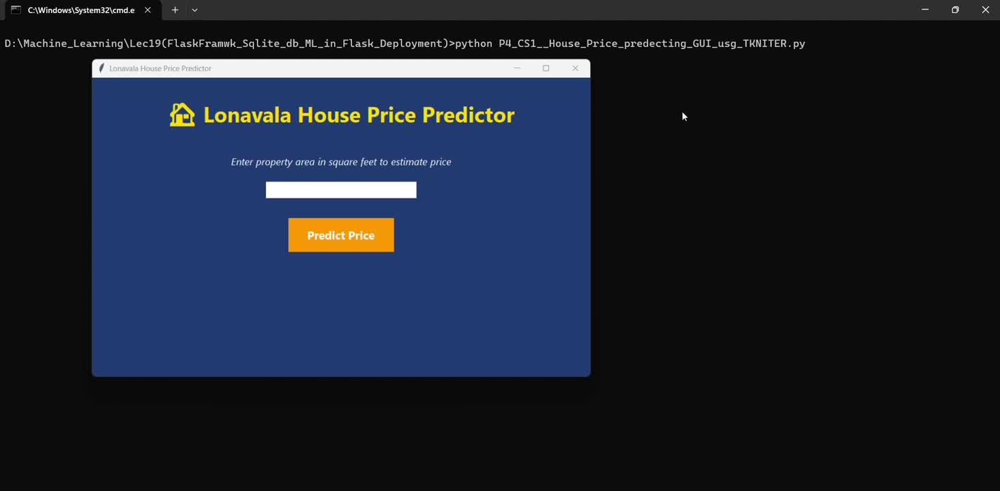 C:\Windows\System32\cmd.e
D:\Machine_Learning\Lec19(FlaskFramwk_Sqlite_db_ML_in_Flask_Deployment)>python P4_CS1__House_Price_predecting_GUI_usg_TKNITER.py
Lonavala House Price Predictor
Lonavala House Price Predictor
Enter property area in square feet to estimate price
Predict Price